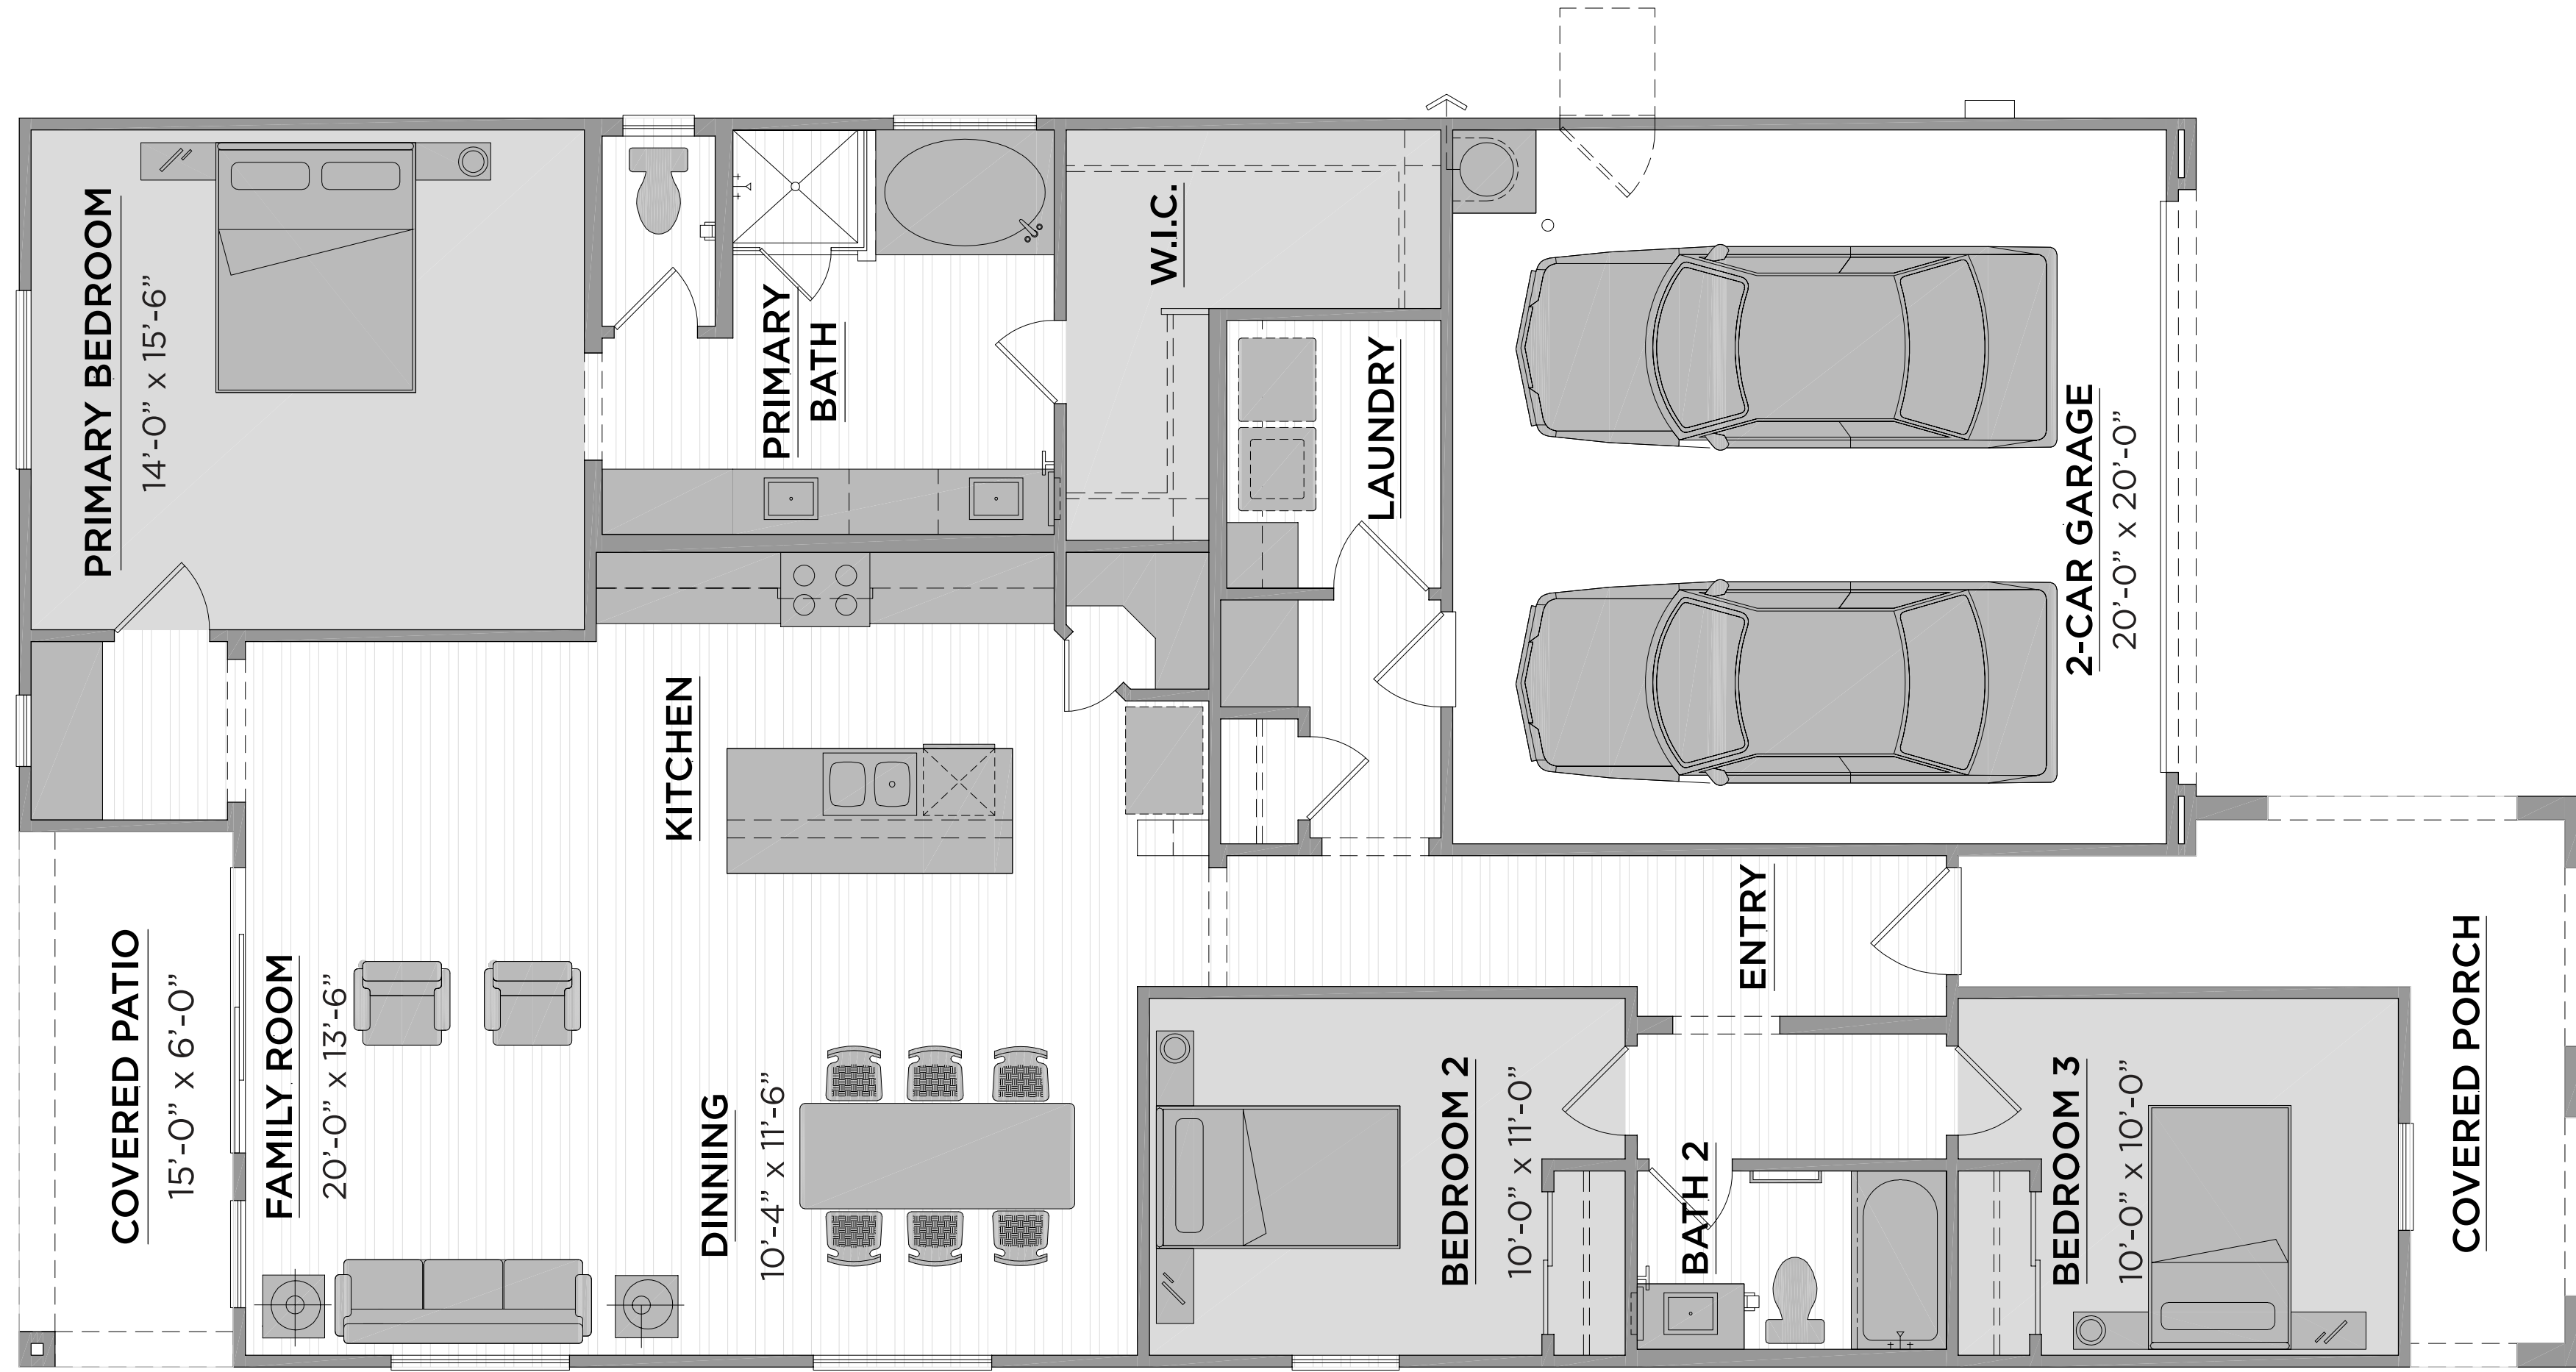 PRIMARY BEDROOM
14’-0” x 15’-6”
PRIMARY
BATH
W.I.C.
LAUNDRY
2-CAR GARAGE
20’-0” x 20’-0”
KITCHEN
COVERED PATIO
15’-0” x 6’-0”
FAMILY ROOM
20’-0” x 13’-6”
DINNING
10’-4” x 11’-6”
ENTRY
BEDROOM 2
10’-0” x 11’-0”
BATH 2
BEDROOM 3
10’-0” x 10’-0”
COVERED PORCH